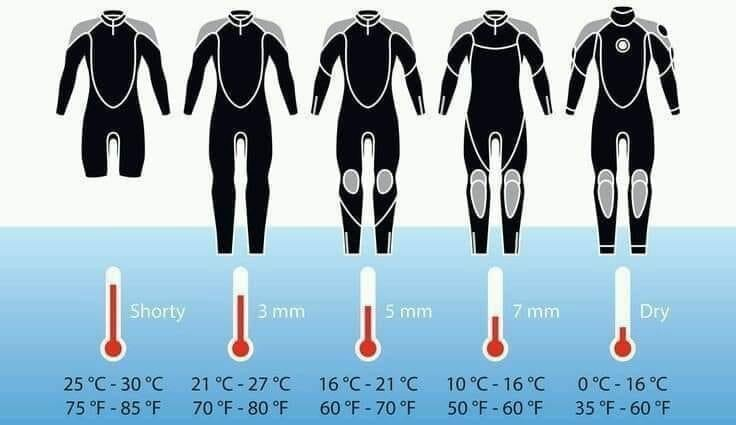 Shorty
3 mm
5 mm
7 mm
Dry
25 °C - 30 °C
75 °F - 85 °F
21 °C - 27 °C
70 °F - 80 °F
16 °C - 21 °C
60 °F - 70 °F
10 °C - 16 °C
50 °F - 60 °F
0 °C - 16 °C
35 °F - 60 °F